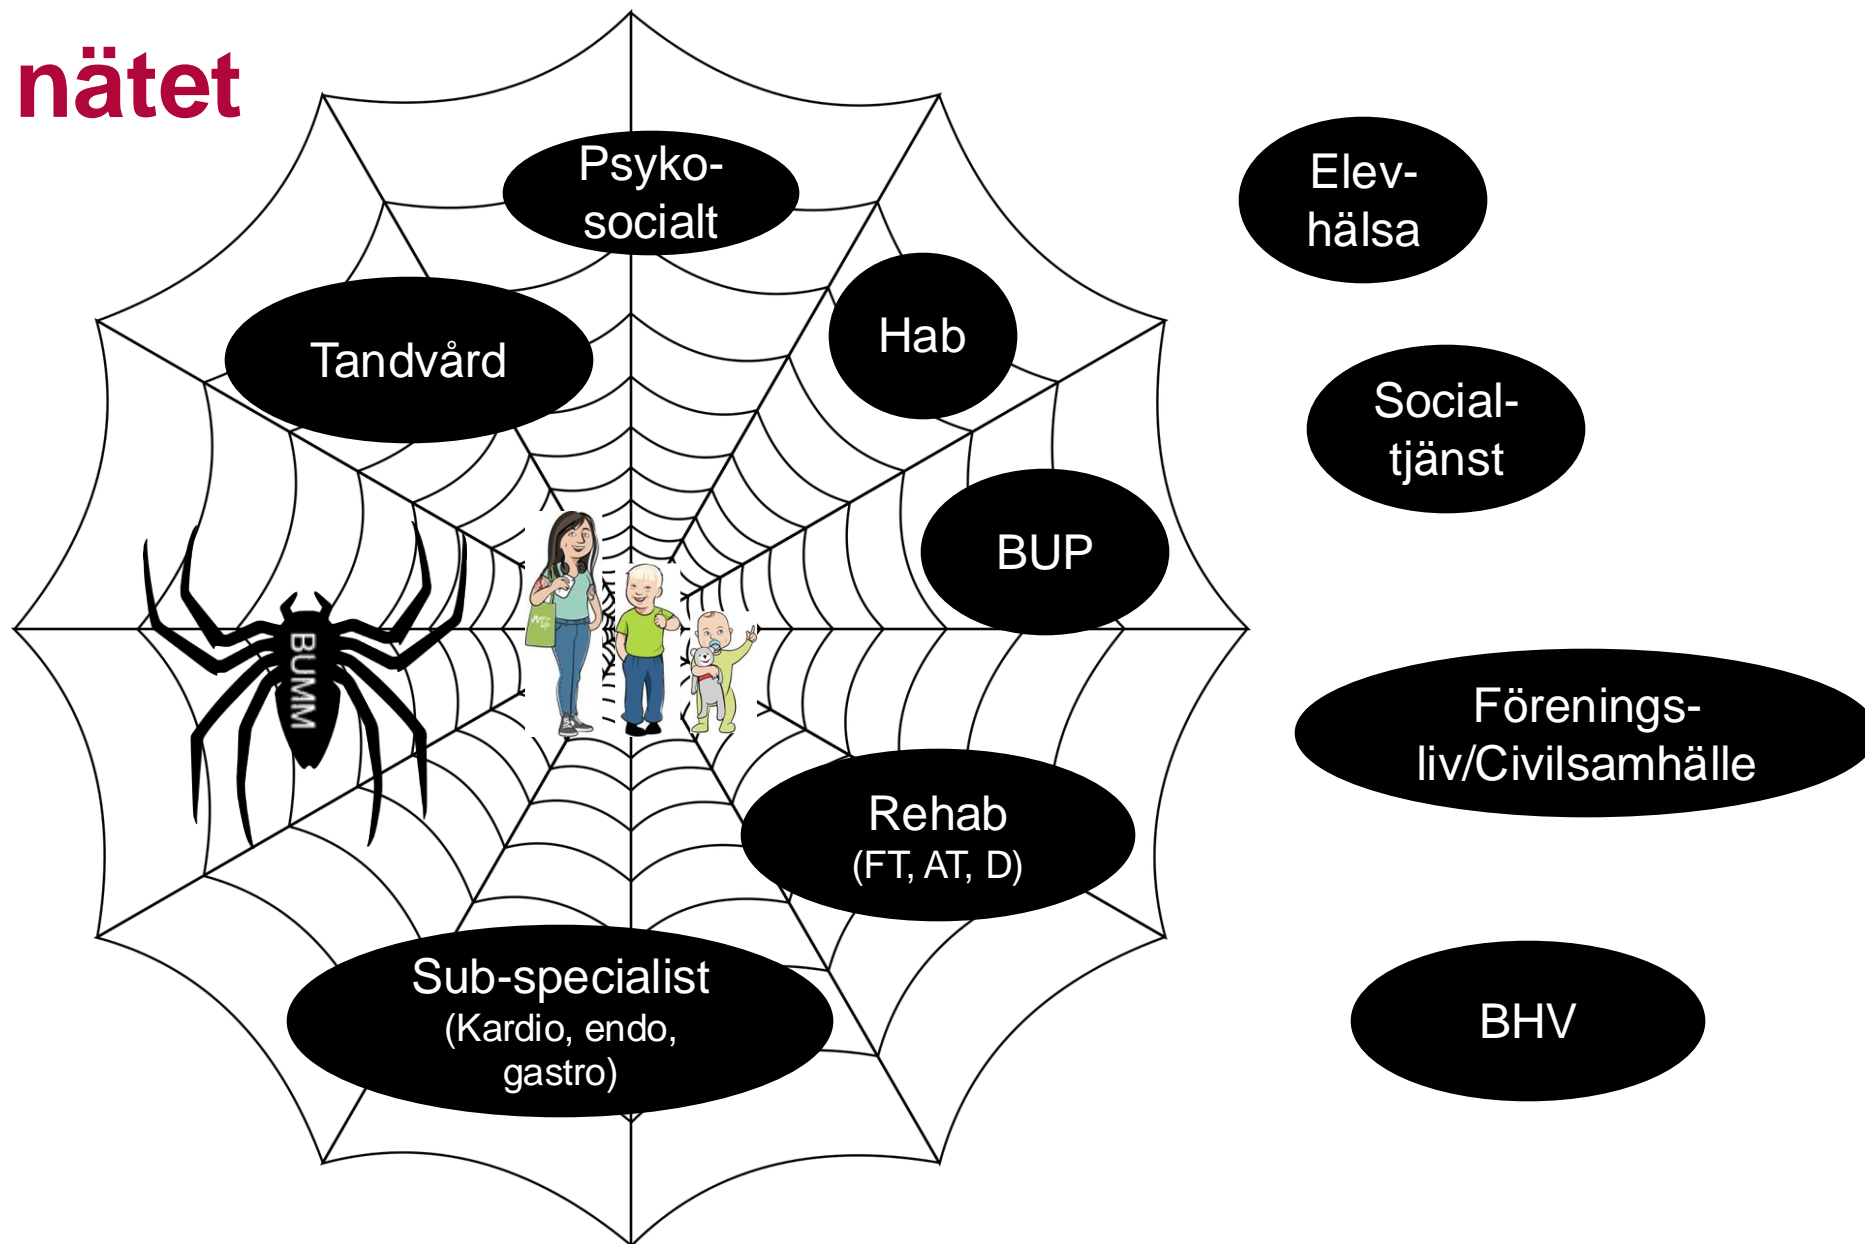 nätet
Psyko-
socialt
Elev-
hälsa
Hab
Tandvård
Social-
tjänst
BUP
BUMM
Förenings-
liv/Civilsamhälle
Rehab
(FT, AT, D)
Sub-specialist
(Kardio, endo,
gastro)
BHV